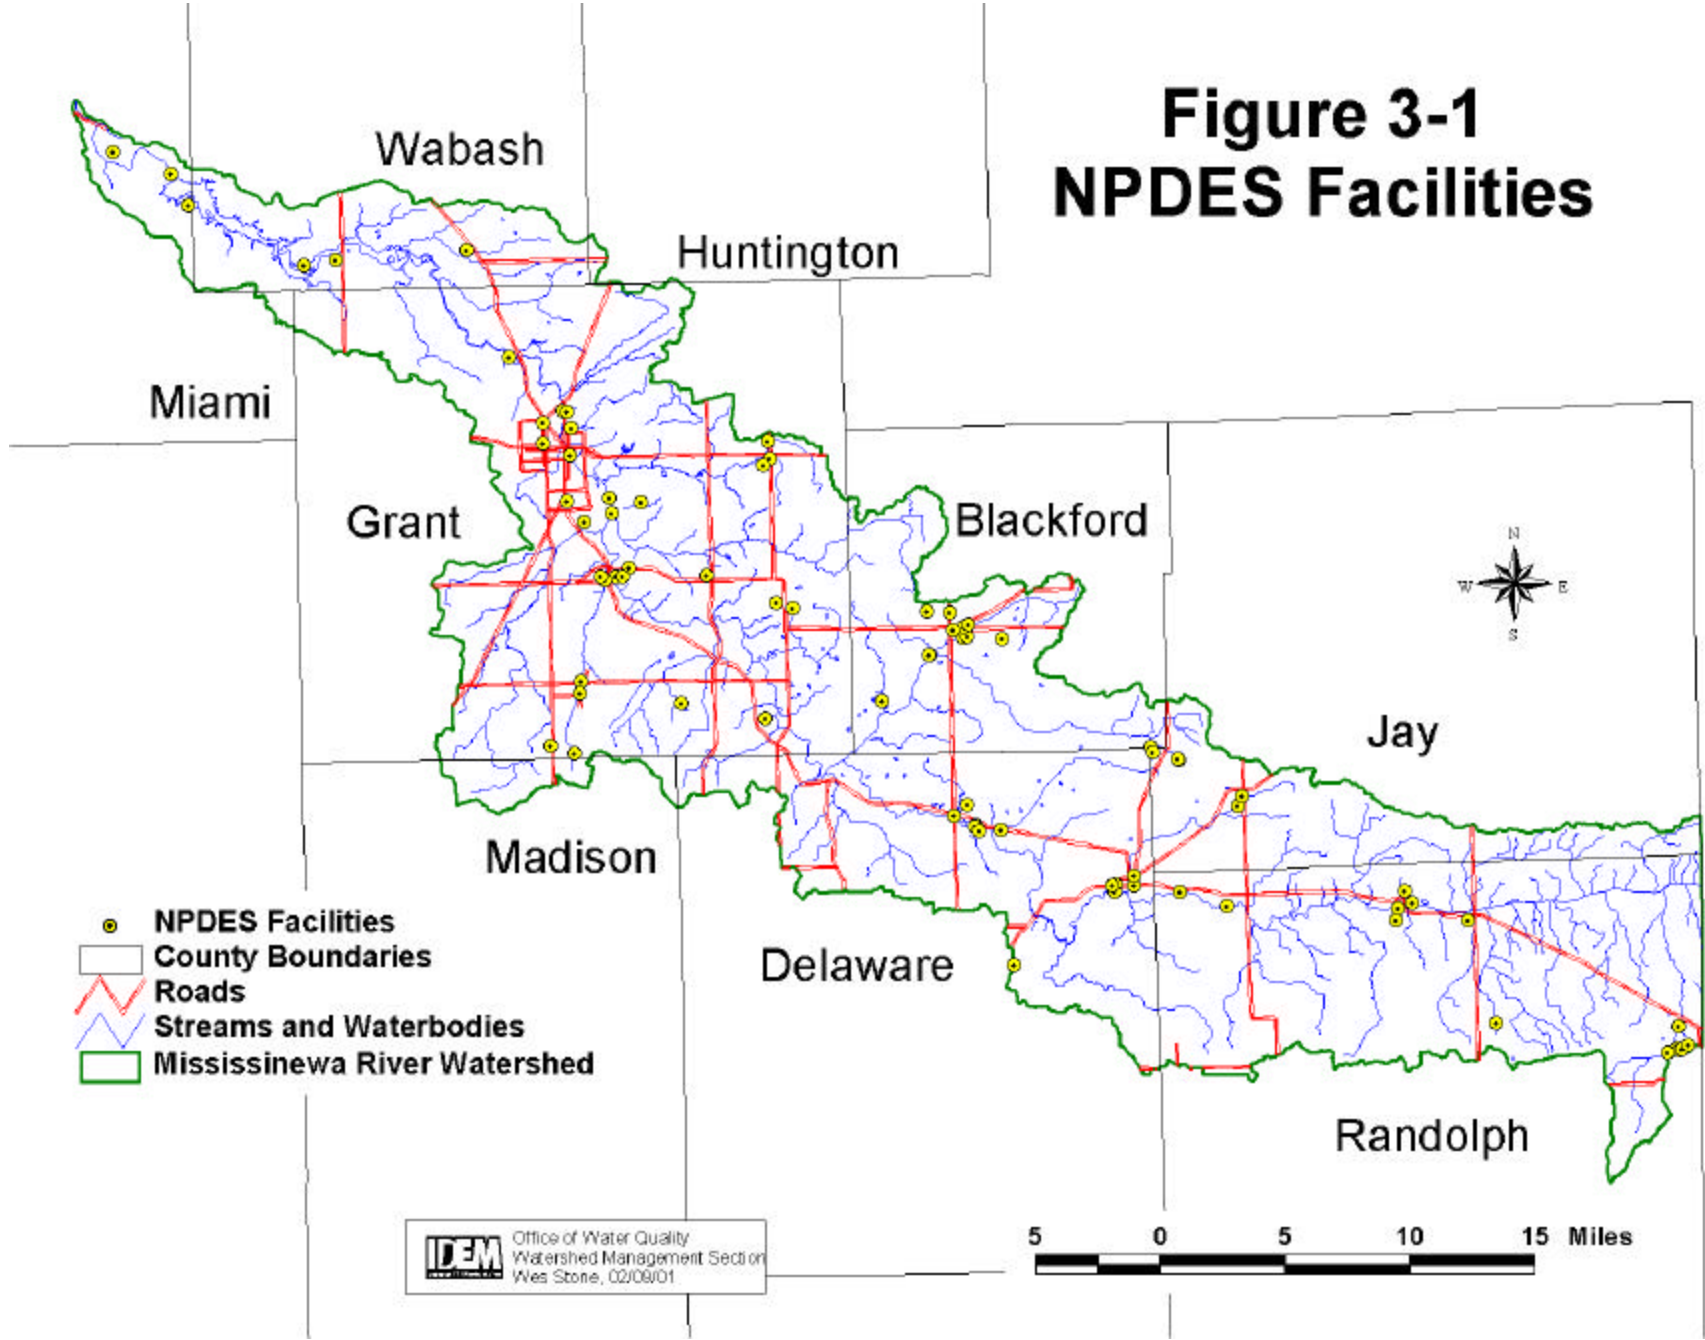 Figure 3-1
NPDES Facilities
Wabash
Huntington
Miami
Grant
Blackford
N
W
E
S
Jay
Madison
Delaware
Randolph
NPDES Facilities
County Boundaries
Roads
Streams and Waterbodies
Mississinewa River Watershed
IDEM
Office of Water Quality
Watershed Management Section
Wes Stone, 02/09/01
5 0 5 10 15 Miles